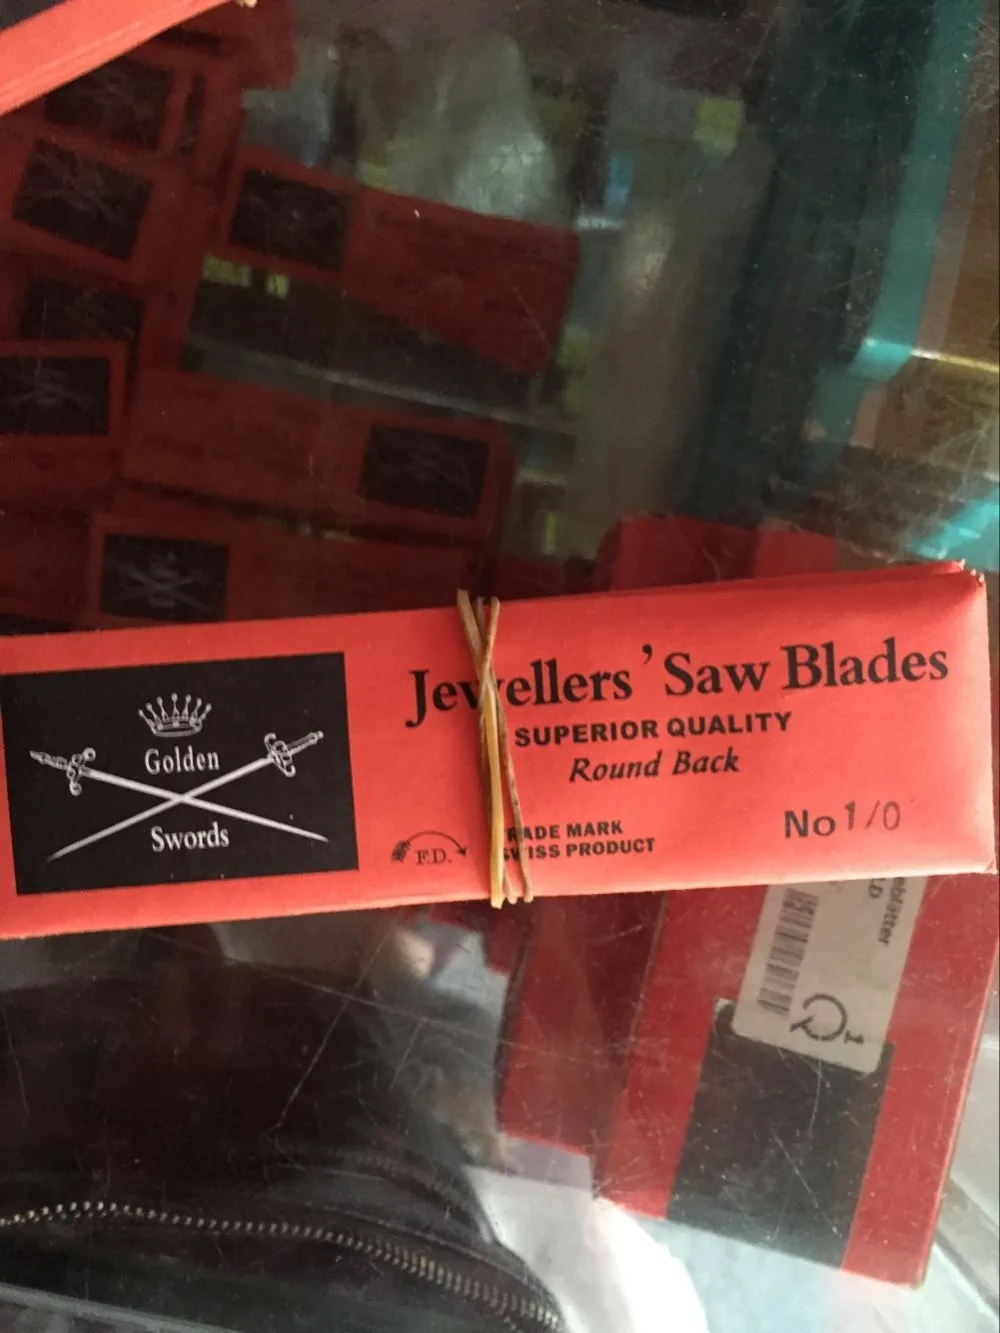 Jewellers' Saw Blades
SUPERIOR QUALITY
Round Back
Golden
Swords
F.D.
TRADE MARK
SWISS PRODUCT
No 1/0